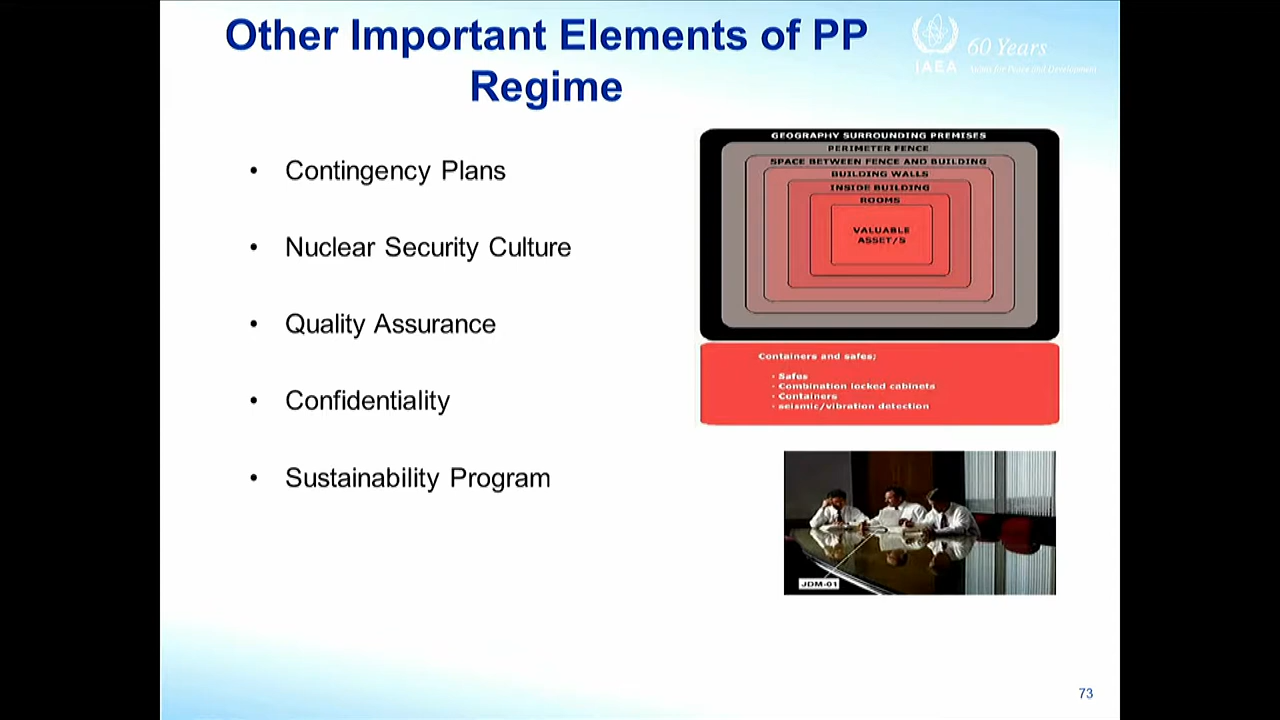 Other Important Elements of PP
Regime
60 Years
IAEA
Atoms for Peace and Development
• Contingency Plans
• Nuclear Security Culture
• Quality Assurance
• Confidentiality
• Sustainability Program
GEOGRAPHY SURROUNDING PREMISES
PERIMETER FENCE
SPACE BETWEEN FENCE AND BUILDING
BUILDING WALLS
INSIDE BUILDING
ROOMS
VALUABLE
ASSET/S
Containers and safes;
- Safes
- Combination locked cabinets
- Containers
- seismic/vibration detection
JDM-01
73